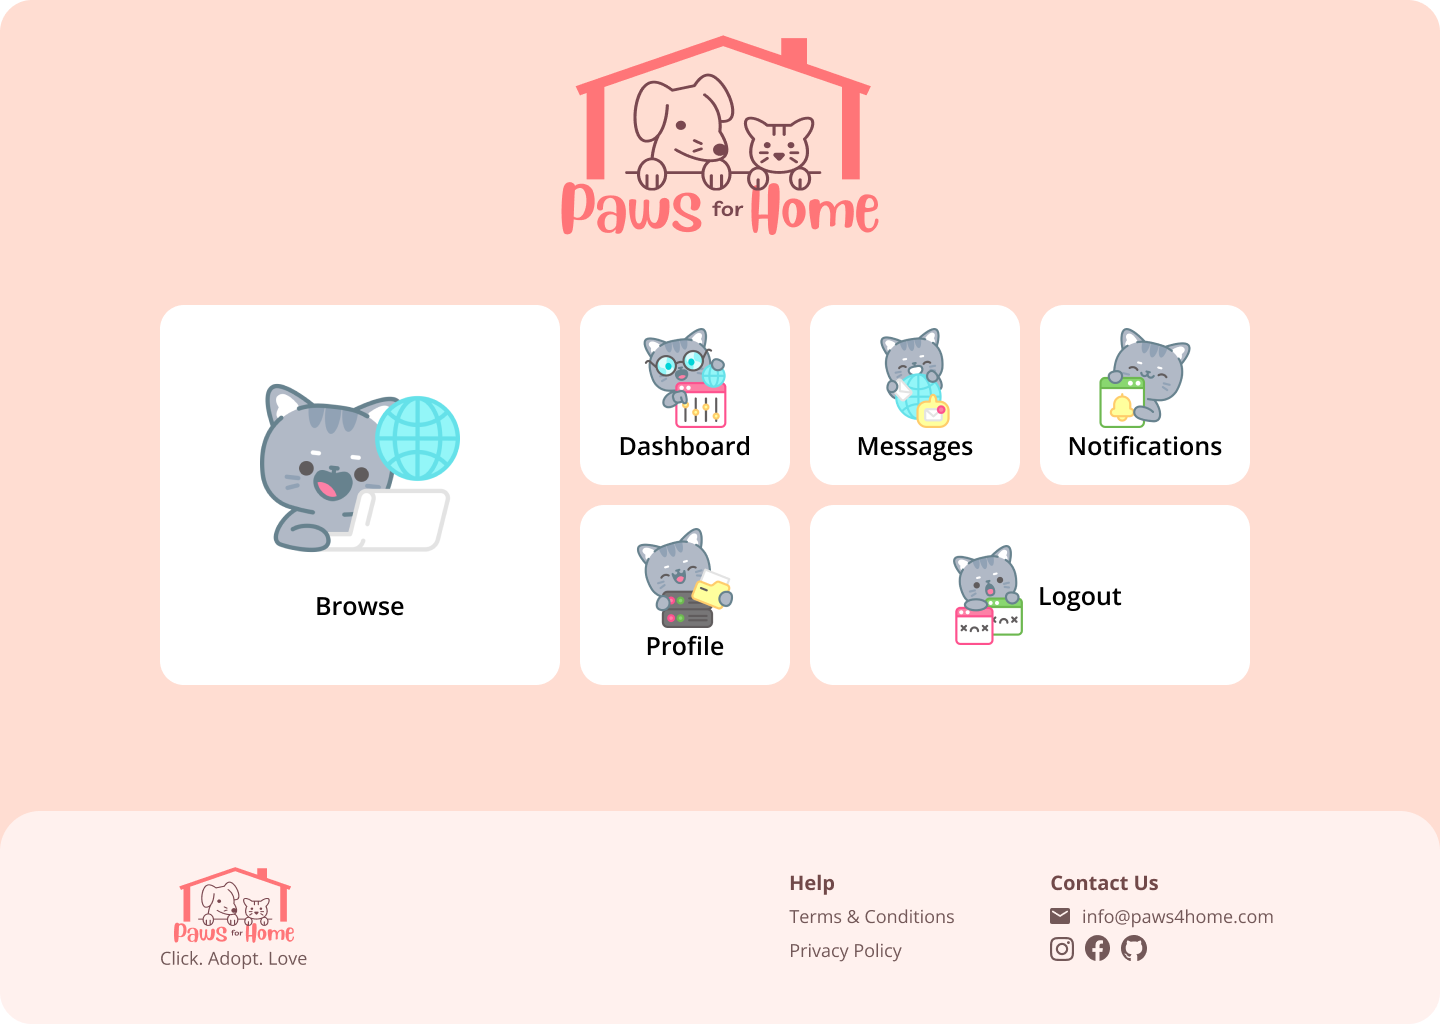 Paws for Home
Browse
Dashboard
Messages
Notifications
Profile
Logout
Paws for Home
Click. Adopt. Love
Help
Terms & Conditions
Privacy Policy
Contact Us
info@paws4home.com